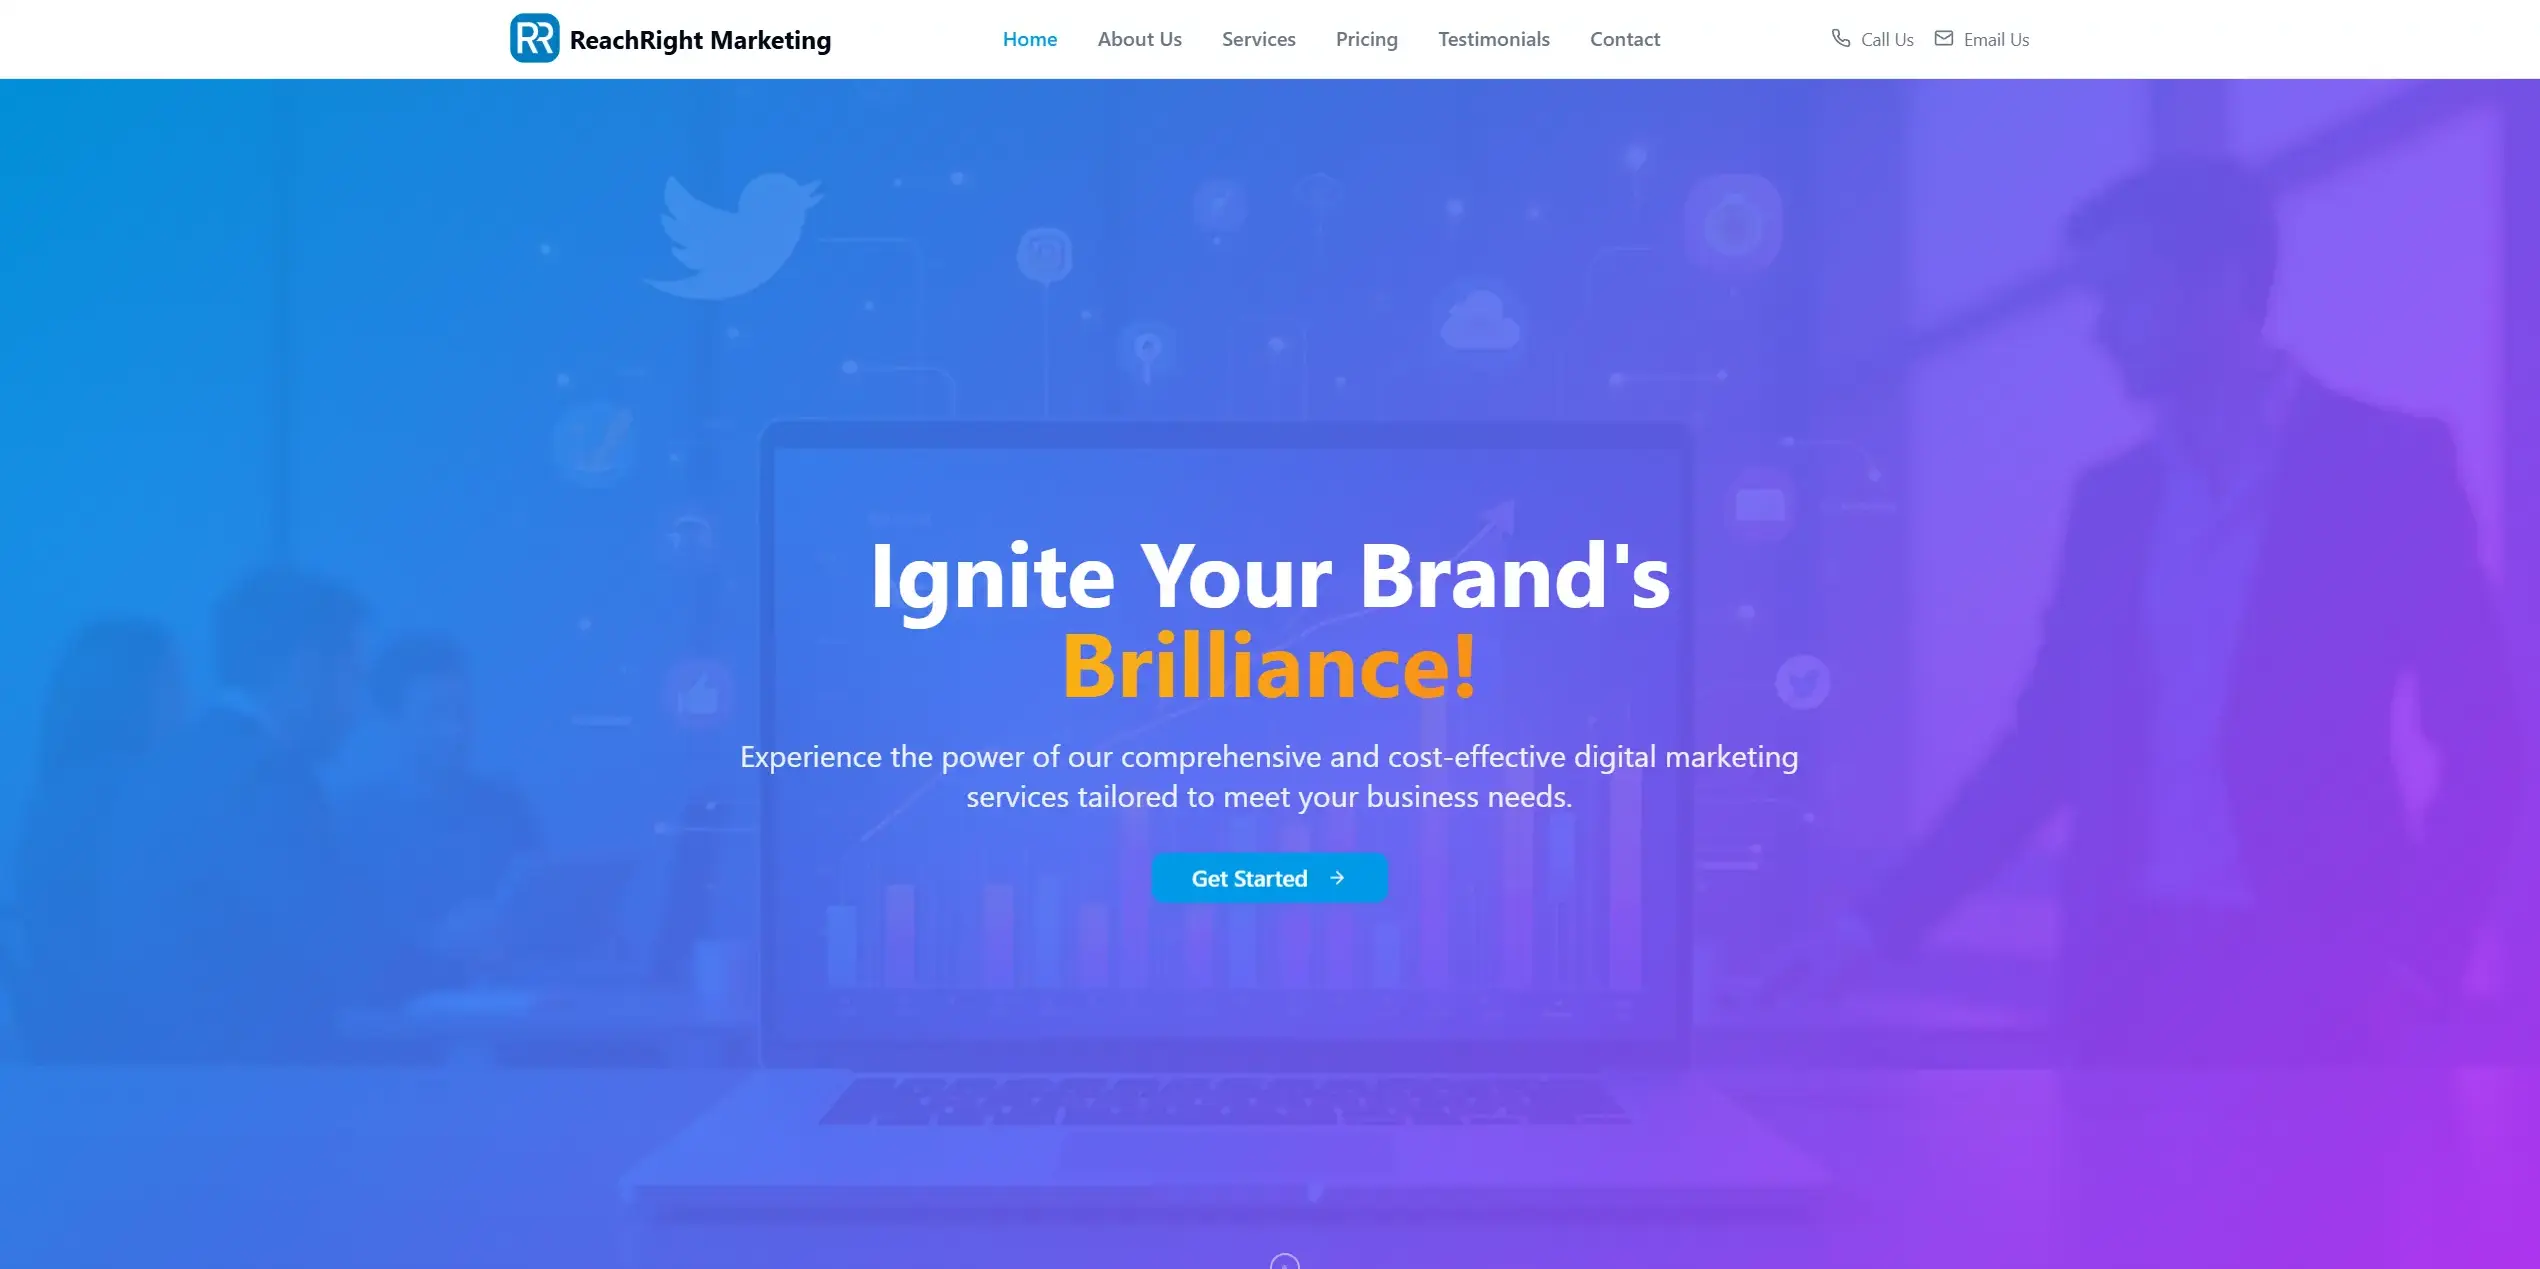 RR ReachRight Marketing
Home About Us Services Pricing Testimonials Contact
Call Us Email Us
Ignite Your Brand's
Brilliance!
Experience the power of our comprehensive and cost-effective digital marketing
services tailored to meet your business needs.
Get Started →